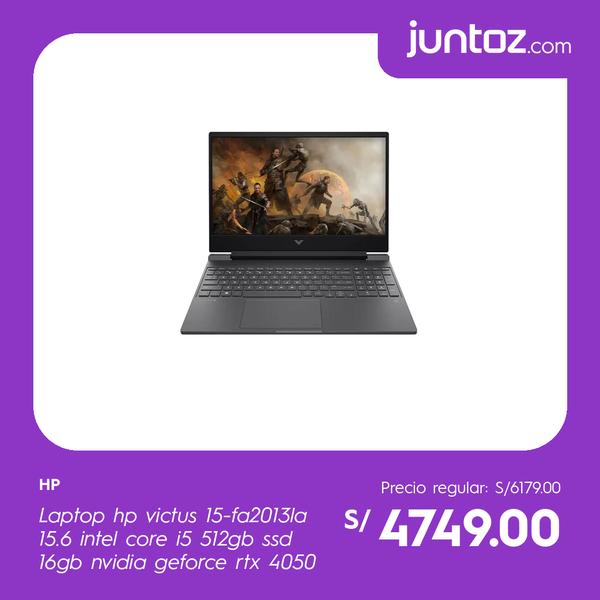 juntoz.com
HP
Laptop hp victus 15-fa2013la
15.6 intel core i5 512gb ssd
16gb nvidia geforce rtx 4050
Precio regular: S/6179.00
S/ 4749.00